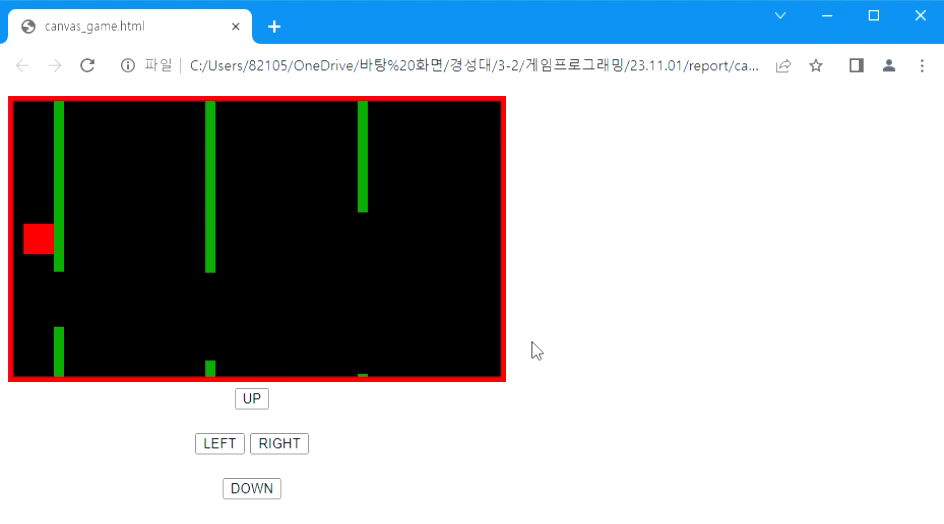 canvas_game.html
파일 C:/Users/82105/OneDrive/바탕%20화면/경성대/3-2/게임프로그래밍/23.11.01/report/ca...
UP
LEFT RIGHT
DOWN